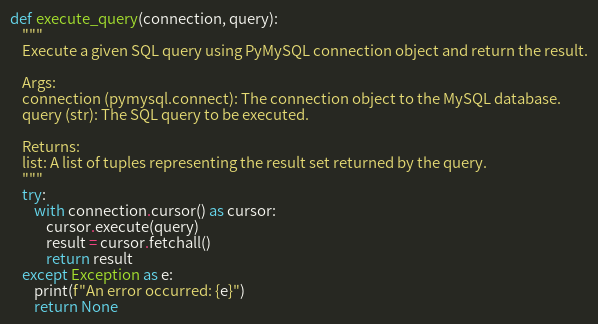 def execute_query(connection, query):
    """
    Execute a given SQL query using PyMySQL connection object and return the result.

    Args:
    connection (pymysql.connect): The connection object to the MySQL database.
    query (str): The SQL query to be executed.

    Returns:
    list: A list of tuples representing the result set returned by the query.
    """
    try:
        with connection.cursor() as cursor:
            cursor.execute(query)
            result = cursor.fetchall()
            return result
    except Exception as e:
        print(f"An error occurred: {e}")
        return None